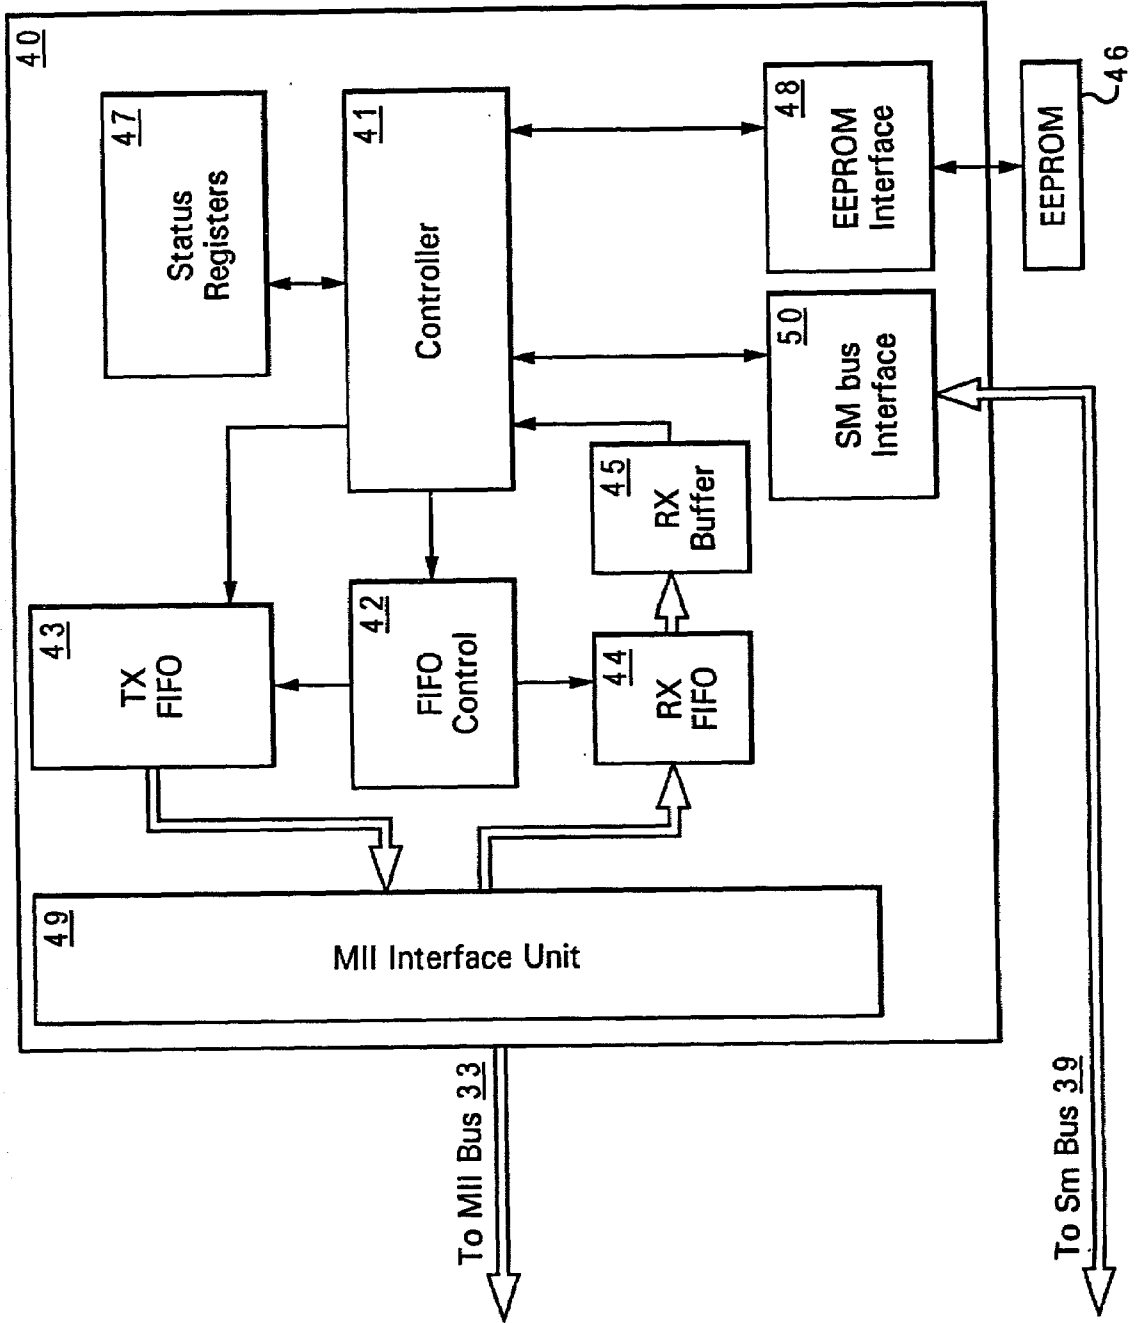 40
47
Status
Registers
41
Controller
48
EEPROM
Interface
EEPROM
46
50
SM bus
Interface
45
RX
Buffer
43
TX
FIFO
42
FIFO
Control
44
RX
FIFO
49
MII Interface Unit
To MII Bus 33
To Sm Bus 39